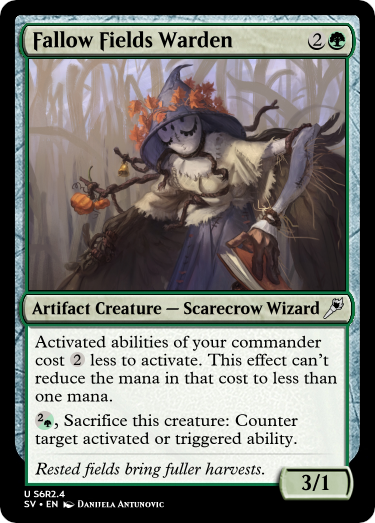 Fallow Fields Warden 2
Artifact Creature — Scarecrow Wizard
Activated abilities of your commander
cost 2 less to activate. This effect can't
reduce the mana in that cost to less than
one mana.
2, Sacrifice this creature: Counter
target activated or triggered ability.
Rested fields bring fuller harvests.
3/1
U S6R2.4
SV • EN Danijela Antunovic